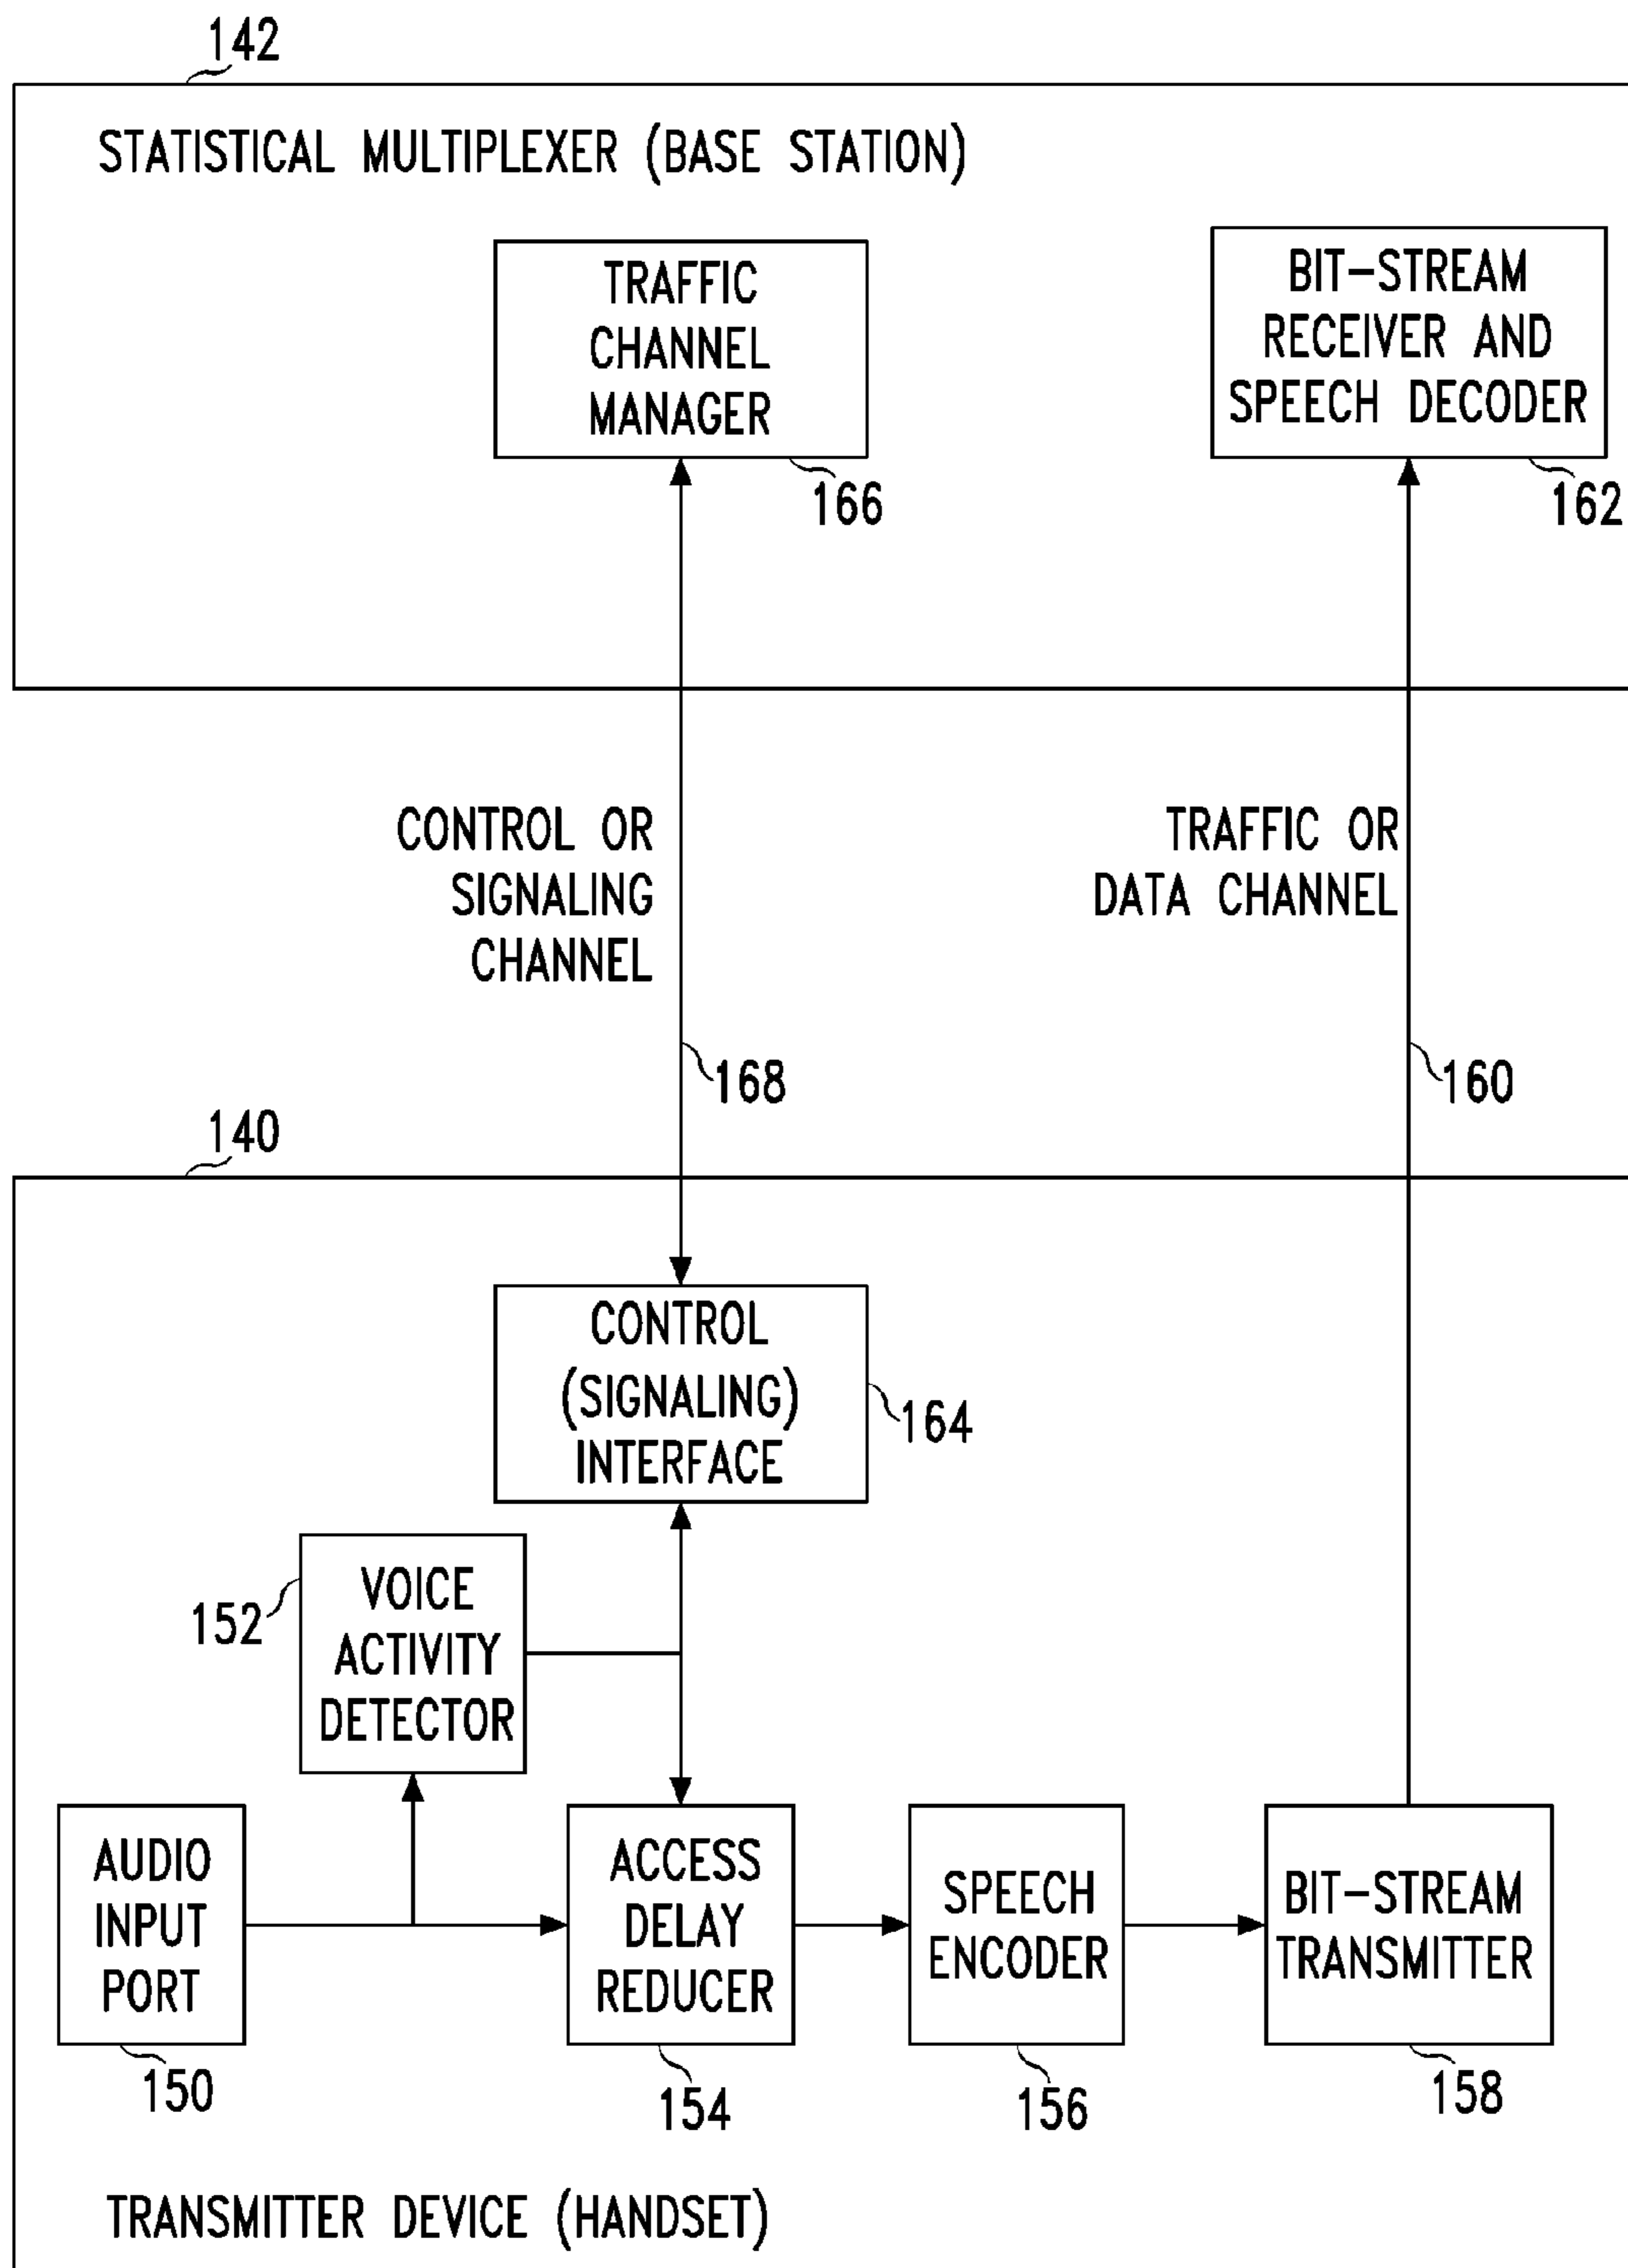 142
STATISTICAL MULTIPLEXER (BASE STATION)
TRAFFIC
CHANNEL
MANAGER
166
BIT-STREAM
RECEIVER AND
SPEECH DECODER
162
CONTROL OR
SIGNALING
CHANNEL
168
TRAFFIC OR
DATA CHANNEL
160
140
CONTROL
(SIGNALING)
INTERFACE
164
VOICE
ACTIVITY
DETECTOR
152
AUDIO
INPUT
PORT
150
ACCESS
DELAY
REDUCER
154
SPEECH
ENCODER
156
BIT-STREAM
TRANSMITTER
158
TRANSMITTER DEVICE (HANDSET)